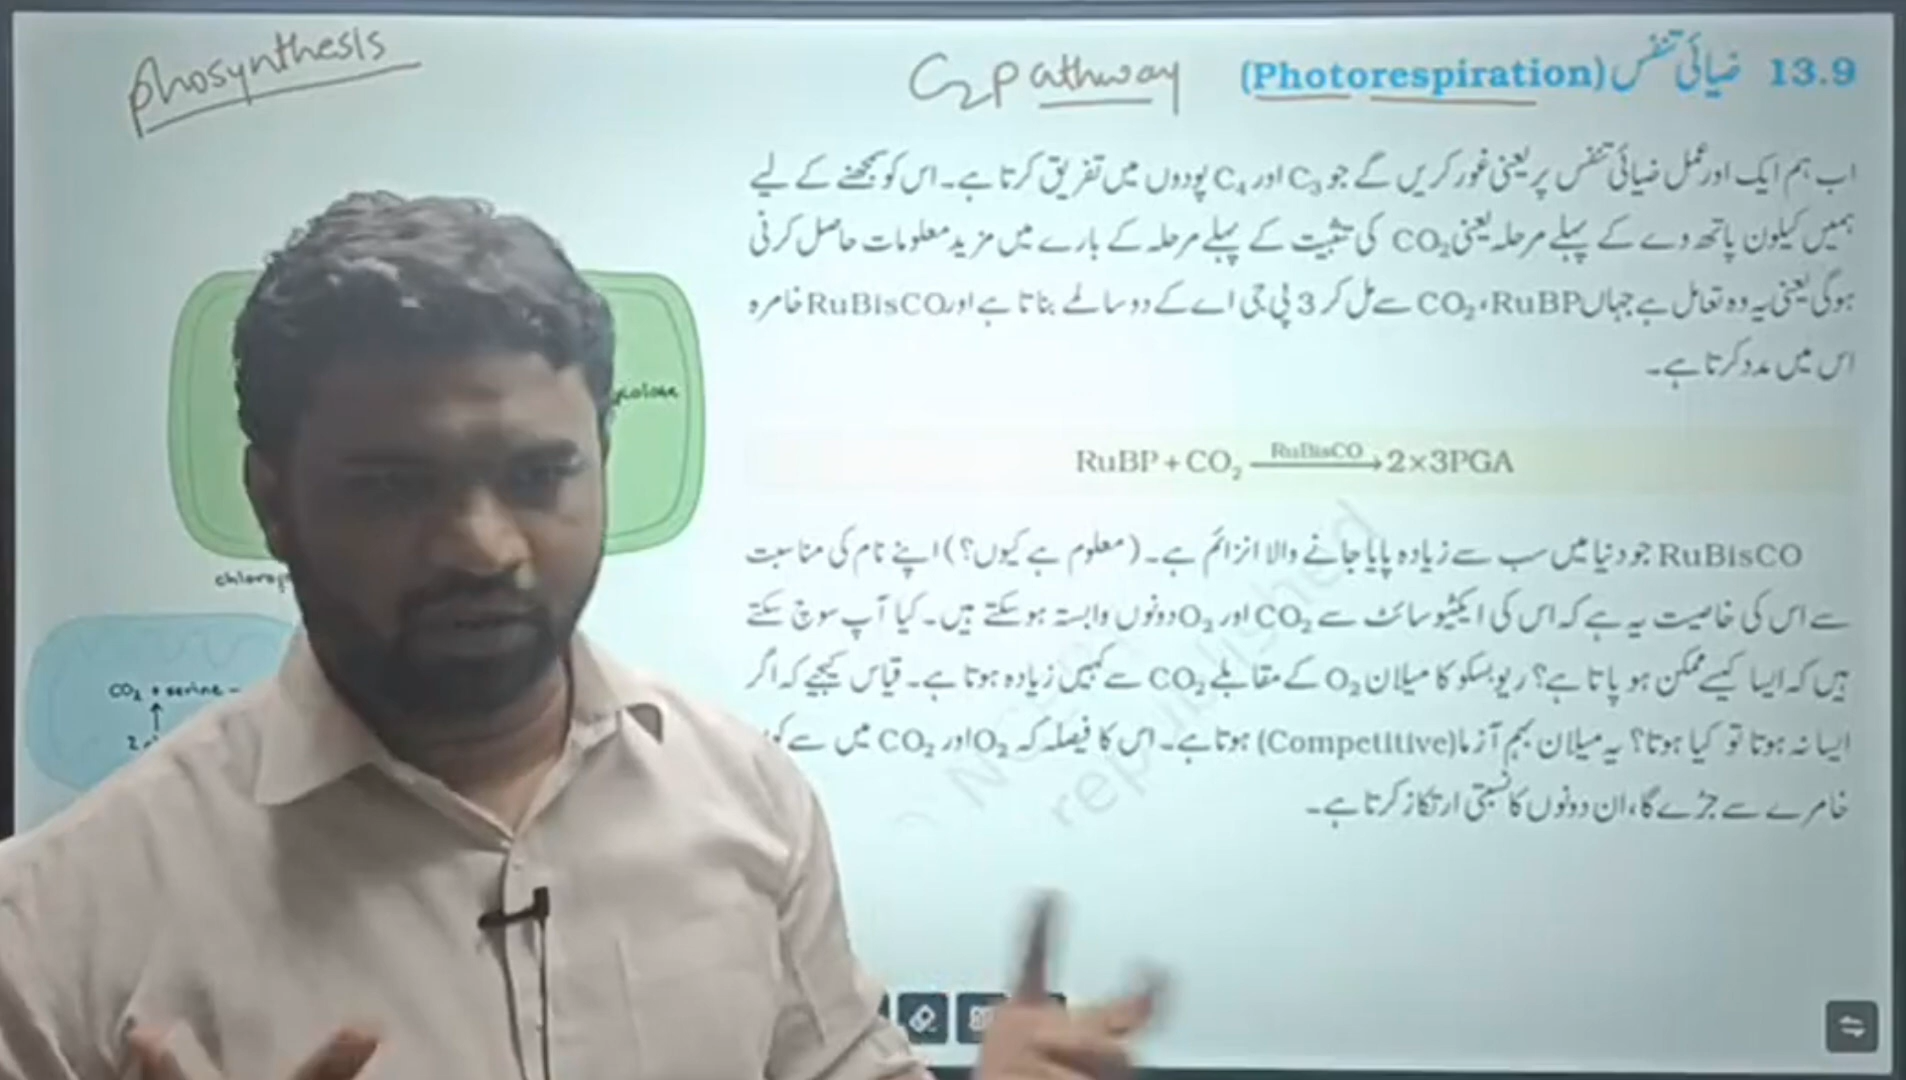 phosynthesis
C2 pathway
13.9 ضیائی تنفس (Photorespiration)
اب ہم ایک اور عمل ضیائی تنفس پر یعنی غور کریں گے جو C₃ اور C₄ پودوں میں تفریق کرتا ہے۔ اس کو سمجھنے کے لیے
ہمیں کیلون پاتھ وے کے پہلے مرحلہ یعنی CO₂ کی تثبیت کے پہلے مرحلہ کے بارے میں مزید معلومات حاصل کرنی
ہوگی یعنی یہ وہ تعامل ہے جہاں RuBP، CO₂ سے مل کر 3 پی جی اے کے دو سالمے بناتا ہے اور RuBisCO خامرہ
اس میں مدد کرتا ہے۔
RuBP + CO₂ RuBisCO→ 2×3PGA
RuBisCO جو دنیا میں سب سے زیادہ پایا جانے والا انزائم ہے۔ (معلوم ہے کیوں؟) اپنے نام کی مناسبت
سے اس کی خاصیت یہ ہے کہ اس کی ایکٹیو سائٹ سے CO₂ اور O₂ دونوں وابستہ ہو سکتے ہیں۔ کیا آپ سوچ سکتے
ہیں کہ ایسا کیسے ممکن ہو پاتا ہے؟ ریوبسکو کا میلان O₂ کے مقابلے CO₂ سے کہیں زیادہ ہوتا ہے۔ قیاس کیجیے کہ اگر
ایسا نہ ہوتا تو کیا ہوتا؟ یہ میلان ہم آزما (Competitive) ہوتا ہے۔ اس کا فیصلہ کہ O₂ اور CO₂ میں سے
خامرے سے جڑے گا، ان دونوں کا نسبتی ارتکاز کرتا ہے۔
CO₂ + serine
republished